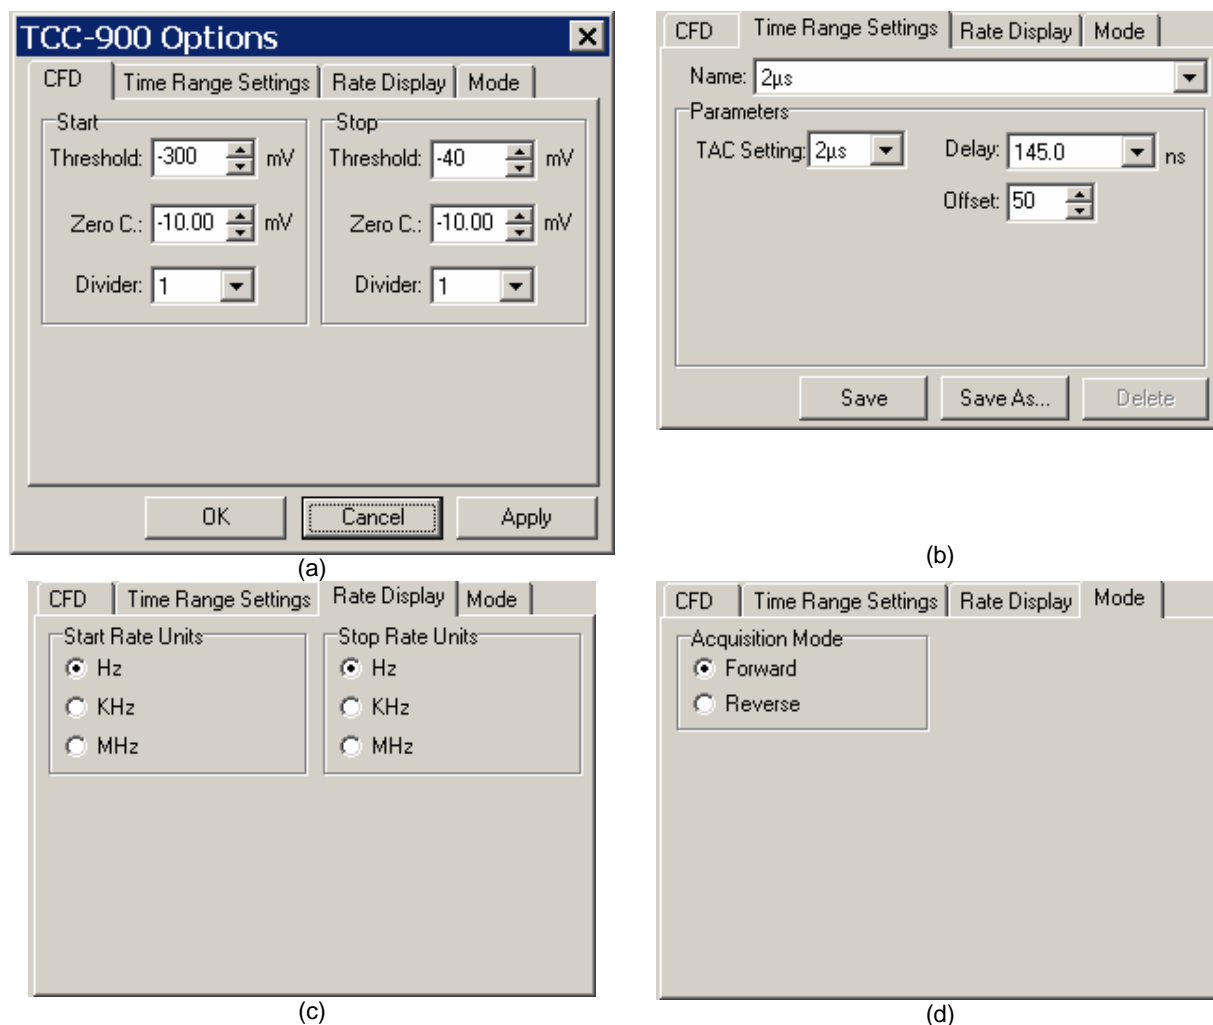 TCC-900 Options
CFD Time Range Settings Rate Display Mode
Start Stop
Threshold: -300 mV Threshold: -40 mV
Zero C.: -10.00 mV Zero C.: -10.00 mV
Divider: 1 Divider: 1
OK Cancel Apply
(a)
CFD Time Range Settings Rate Display Mode
Name: 2µs
Parameters
TAC Setting: 2µs Delay: 145.0 ns
Offset: 50
Save Save As... Delete
(b)
CFD Time Range Settings Rate Display Mode
Start Rate Units Stop Rate Units
Hz Hz
KHz KHz
MHz MHz
(c)
CFD Time Range Settings Rate Display Mode
Acquisition Mode
Forward
Reverse
(d)